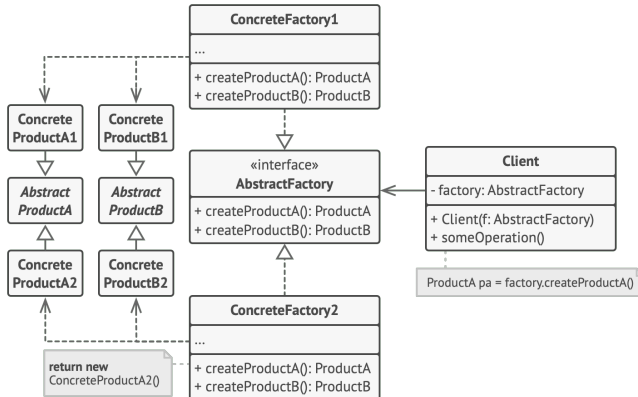 ConcreteFactory1
...
+ createProductA(): ProductA
+ createProductB(): ProductB
Concrete
ProductA1
Concrete
ProductB1
Abstract
ProductA
Abstract
ProductB
Concrete
ProductA2
Concrete
ProductB2
«interface»
AbstractFactory
+ createProductA(): ProductA
+ createProductB(): ProductB
Client
- factory: AbstractFactory
+ Client(f: AbstractFactory)
+ someOperation()
ProductA pa = factory.createProductA()
ConcreteFactory2
...
+ createProductA(): ProductA
+ createProductB(): ProductB
return new
ConcreteProductA2()